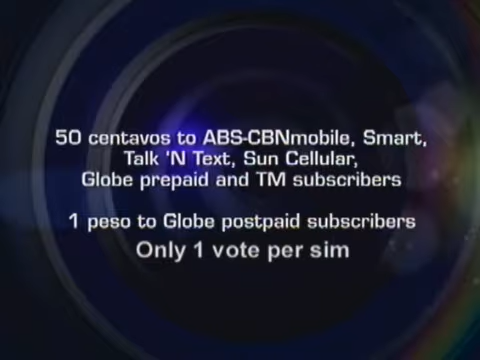 50 centavos to ABS-CBNmobile, Smart,
Talk 'N Text, Sun Cellular,
Globe prepaid and TM subscribers
1 peso to Globe postpaid subscribers
Only 1 vote per sim